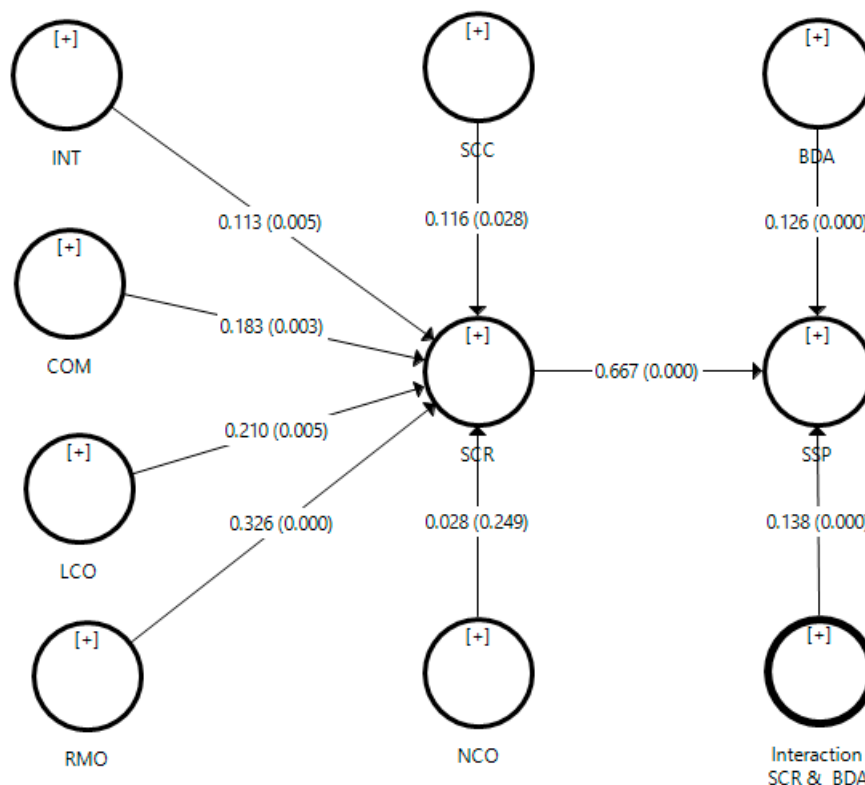 [+]
[+]
[+]
INT
SCC
BDA
0.113 (0.005)
0.116 (0.028)
0.126 (0.000)
[+]
COM
0.183 (0.003)
[+]
[+]
0.667 (0.000)
[+]
LCO
0.210 (0.005)
SCR
SSP
0.326 (0.000)
0.028 (0.249)
0.138 (0.000)
[+]
[+]
[+]
RMO
NCO
Interaction
SCR & BDA